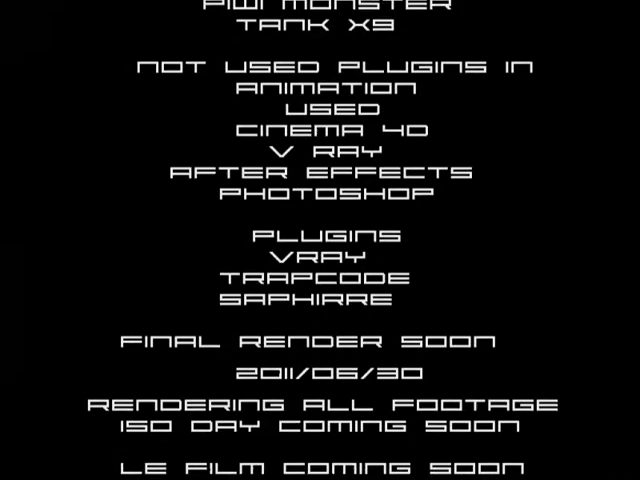 PIWI MONSTER
TANK X9
NOT USED PLUGINS IN
ANIMATION
USED
CINEMA 4D
V RAY
AFTER EFFECTS
PHOTOSHOP
PLUGINS
VRAY
TRAPCODE
SAPHIRRE
FINAL RENDER SOON
2011/06/30
RENDERING ALL FOOTAGE
150 DAY COMING SOON
LE FILM COMING SOON